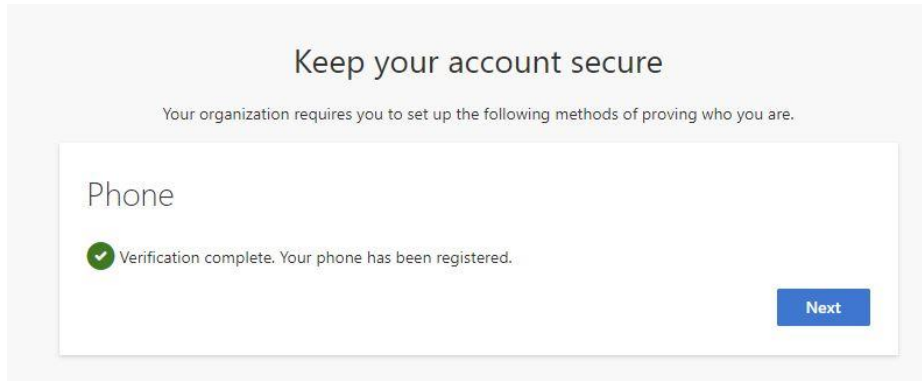 Keep your account secure
Your organization requires you to set up the following methods of proving who you are.
Phone
Verification complete. Your phone has been registered.
Next